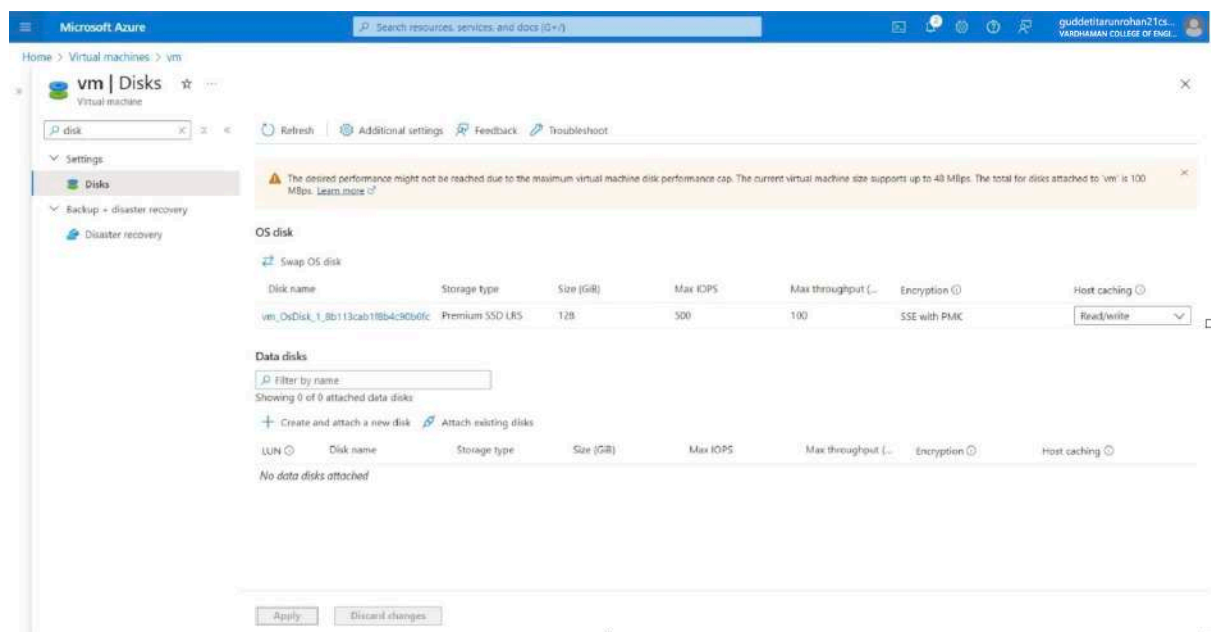 Microsoft Azure
Search resources, services, and docs (G+/)
guddetitarunrohan21cs...
VARDHAMAN COLLEGE OF ENGI...
Home > Virtual machines > vm
vm | Disks
Virtual machine
disk
Refresh
Additional settings
Feedback
Troubleshoot
Settings
Disks
Backup + disaster recovery
Disaster recovery
The desired performance might not be reached due to the maximum virtual machine disk performance cap. The current virtual machine size supports up to 48 MBps. The total for disks attached to 'vm' is 100
MBps. Learn more
OS disk
Swap OS disk
Disk name Storage type Size (GiB) Max IOPS Max throughput (... Encryption Host caching
Premium SSD LRS 128 500 100 SSE with PMK Read/write
Data disks
Filter by name
Showing 0 of 0 attached data disks
Create and attach a new disk Attach existing disks
LUN Disk name Storage type Size (GiB) Max IOPS Max throughput (... Encryption Host caching
No data disks attached
Apply Discard changes